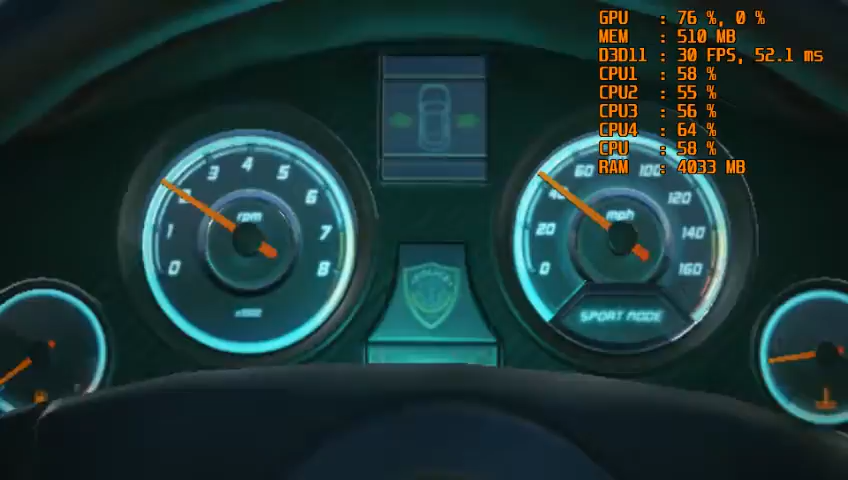 GPU : 76 %, 0 %
MEM : 510 MB
D3D11 : 30 FPS, 52.1 ms
CPU1 : 58 %
CPU2 : 55 %
CPU3 : 56 %
CPU4 : 64 %
CPU : 58 %
RAM : 4033 MB
0 1 2 3 4 5 6 7 8
rpm
0 20 40 60 100 120 140 160
mph
SPORT MODE